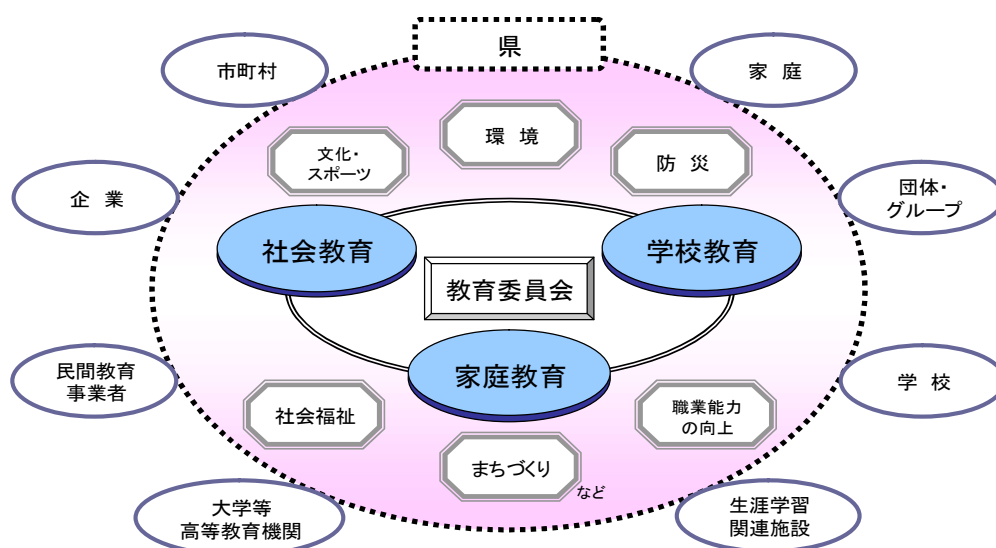 県
市町村
家 庭
環 境
文化・
スポーツ
防 災
企 業
団体・
グループ
社会教育
学校教育
教育委員会
家庭教育
民間教育
事業者
学 校
社会福祉
職業能力
の向上
まちづくり
など
大学等
高等教育機関
生涯学習
関連施設